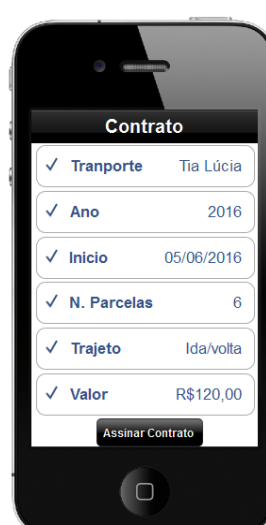 Contrato
Tranporte Tia Lúcia
Ano 2016
Inicio 05/06/2016
N. Parcelas 6
Trajeto Ida/volta
Valor R$120,00
Assinar Contrato